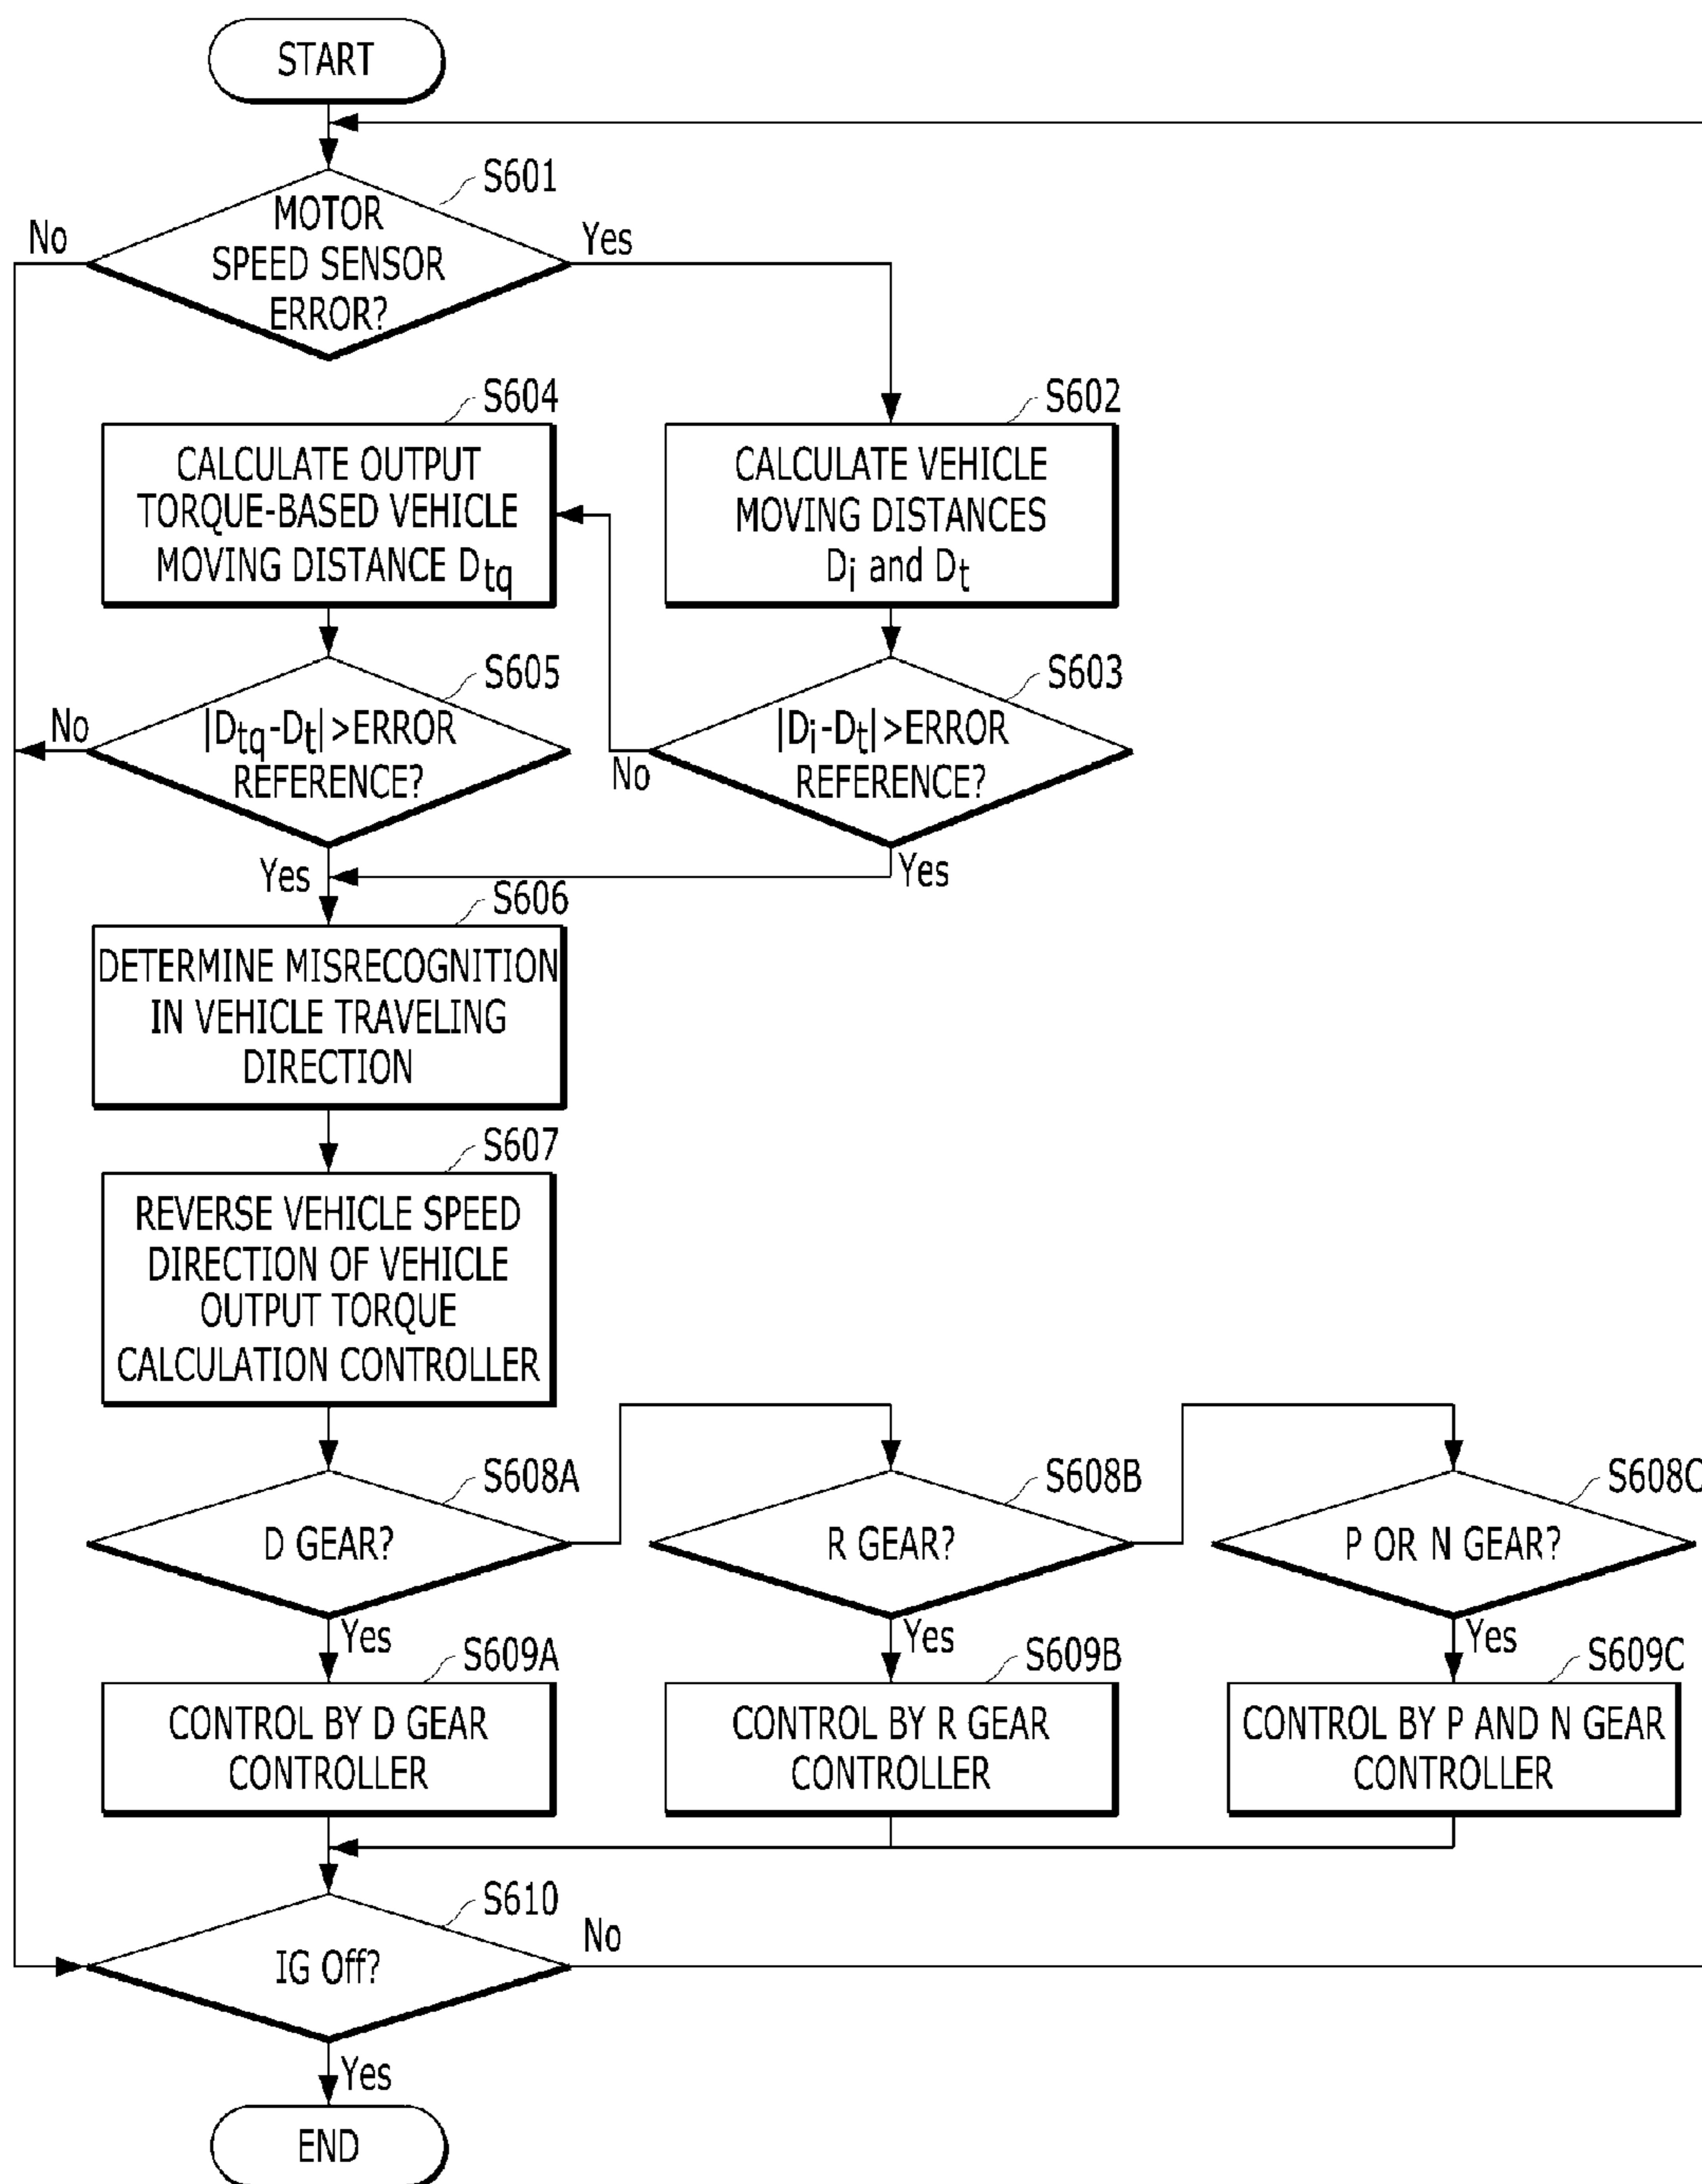 START
S601
MOTOR
SPEED SENSOR
ERROR?
No
Yes
S604
CALCULATE OUTPUT
TORQUE-BASED VEHICLE
MOVING DISTANCE Dtq
S602
CALCULATE VEHICLE
MOVING DISTANCES
Di and Dt
S605
|Dtq-Dt|>ERROR
REFERENCE?
No
Yes
S603
|Di-Dt|>ERROR
REFERENCE?
No
Yes
S606
DETERMINE MISRECOGNITION
IN VEHICLE TRAVELING
DIRECTION
S607
REVERSE VEHICLE SPEED
DIRECTION OF VEHICLE
OUTPUT TORQUE
CALCULATION CONTROLLER
S608A
D GEAR?
Yes
S608B
R GEAR?
Yes
S608C
P OR N GEAR?
Yes
S609A
CONTROL BY D GEAR
CONTROLLER
S609B
CONTROL BY R GEAR
CONTROLLER
S609C
CONTROL BY P AND N GEAR
CONTROLLER
S610
IG Off?
No
Yes
END